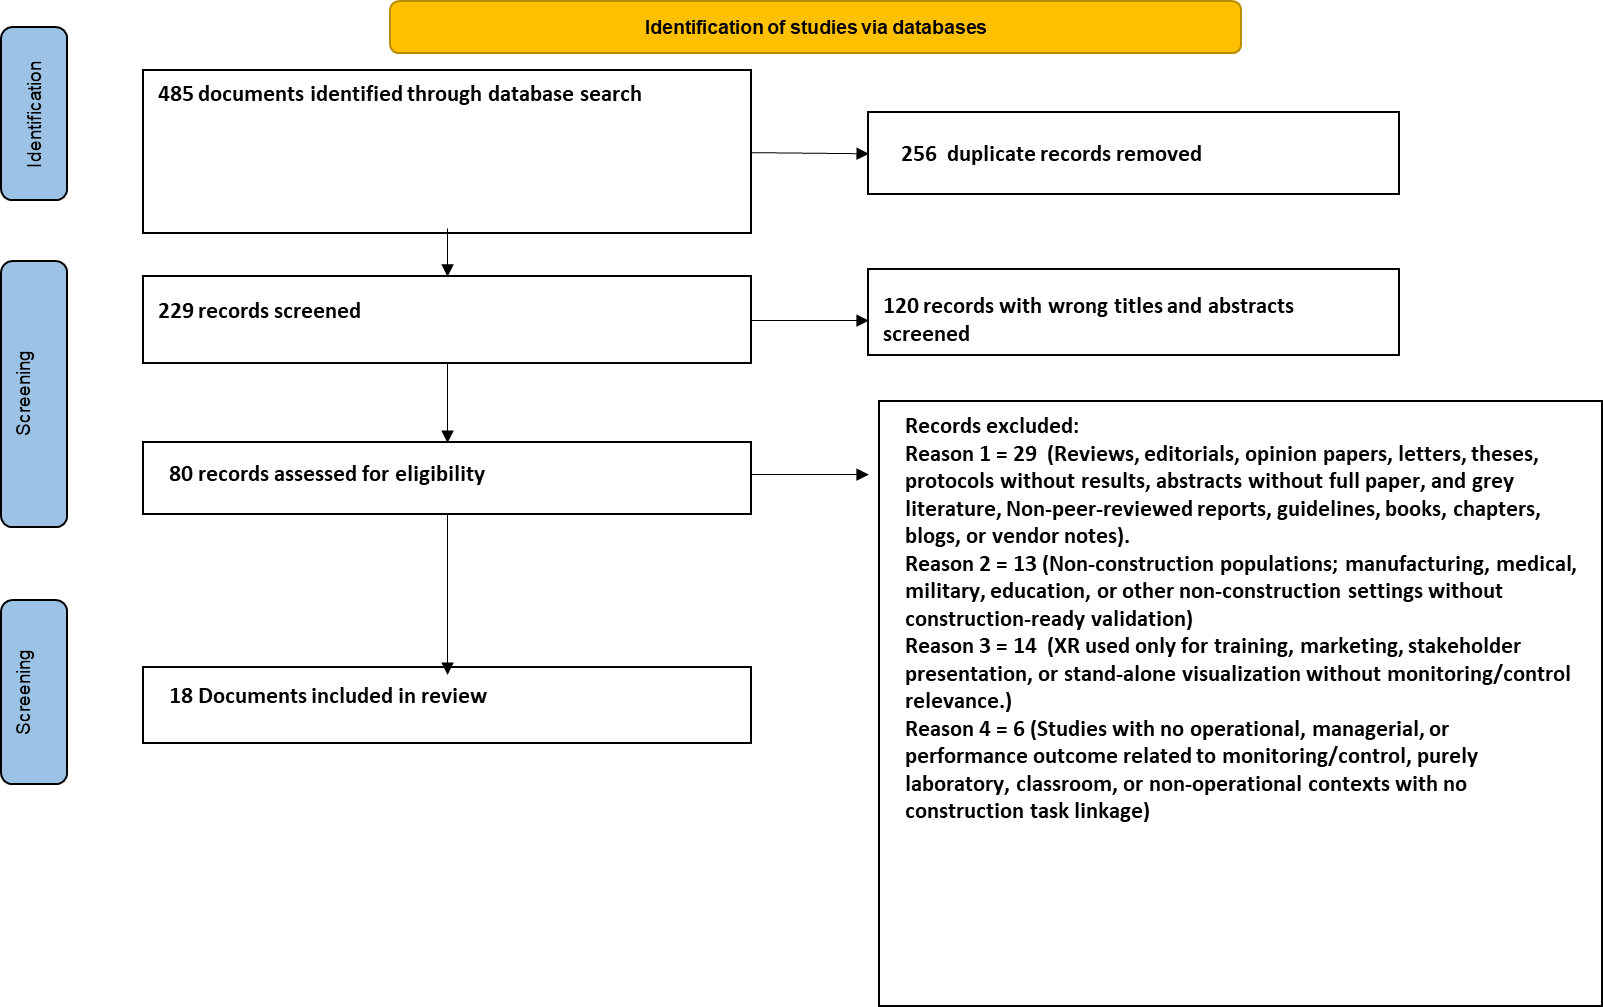 Identification of studies via databases
Identification
485 documents identified through database search
256 duplicate records removed
Screening
229 records screened
120 records with wrong titles and abstracts
screened
80 records assessed for eligibility
Records excluded:
Reason 1 = 29 (Reviews, editorials, opinion papers, letters, theses,
protocols without results, abstracts without full paper, and grey
literature, Non-peer-reviewed reports, guidelines, books, chapters,
blogs, or vendor notes).
Reason 2 = 13 (Non-construction populations; manufacturing, medical,
military, education, or other non-construction settings without
construction-ready validation)
Reason 3 = 14 (XR used only for training, marketing, stakeholder
presentation, or stand-alone visualization without monitoring/control
relevance.)
Reason 4 = 6 (Studies with no operational, managerial, or
performance outcome related to monitoring/control, purely
laboratory, classroom, or non-operational contexts with no
construction task linkage)
Screening
18 Documents included in review